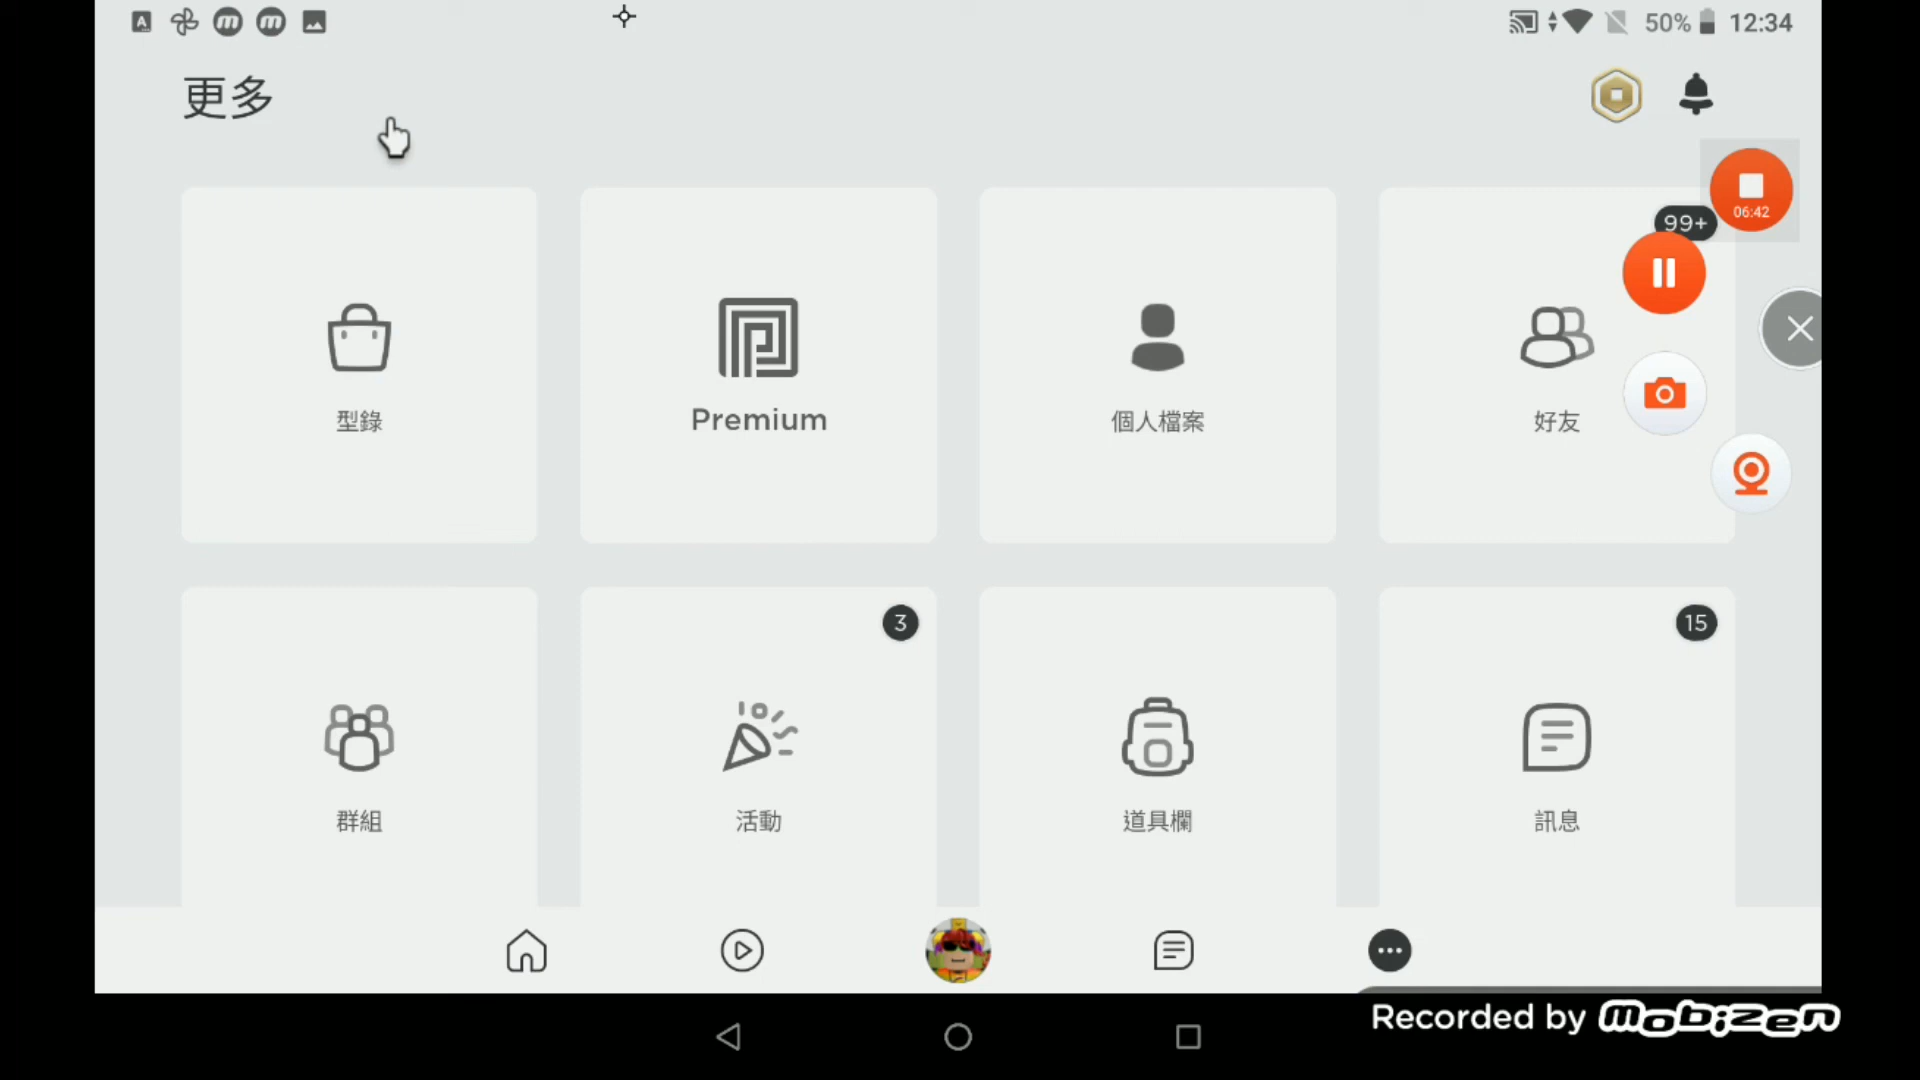 50% 12:34
更多
06:42
99+
型錄
Premium
個人檔案
好友
3
15
群組
活動
道具欄
訊息
Recorded by mobizen